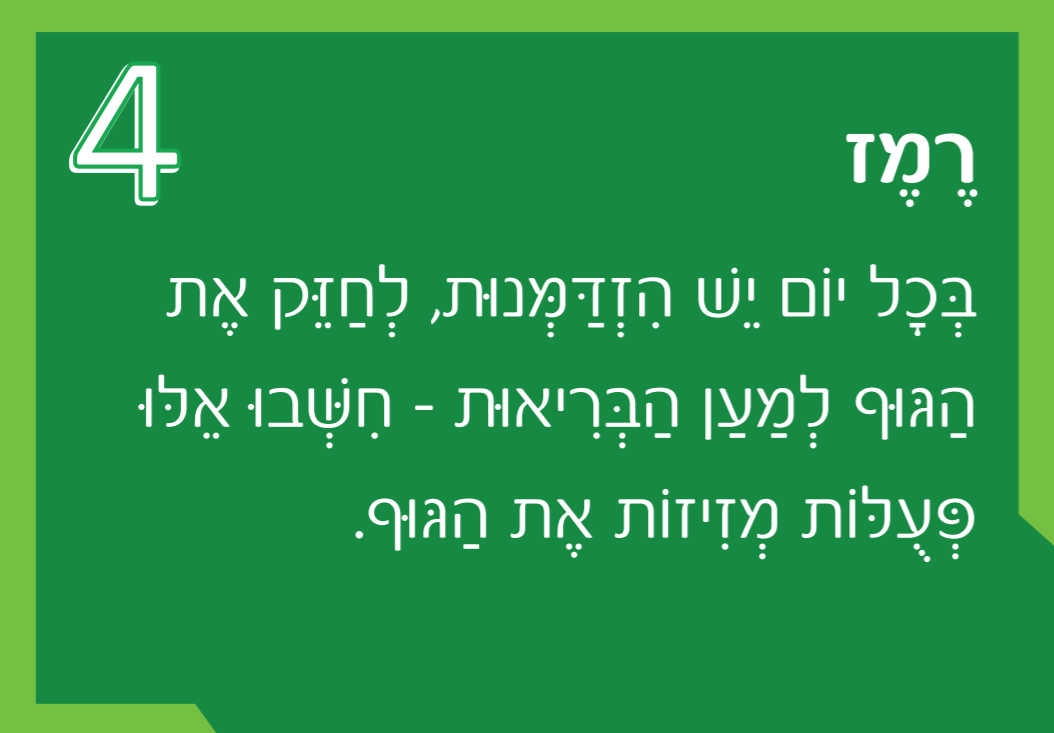 4
רֶמֶז
בְּכָל יוֹם יֵשׁ הִזְדַּמְּנוּת, לְחַזֵּק אֶת
הַגּוּף לְמַעַן הַבְּרִיאוּת - חִשְּׁבוּ אֵלּוּ
פְּעֻלּוֹת מְזִיזוֹת אֶת הַגּוּף.